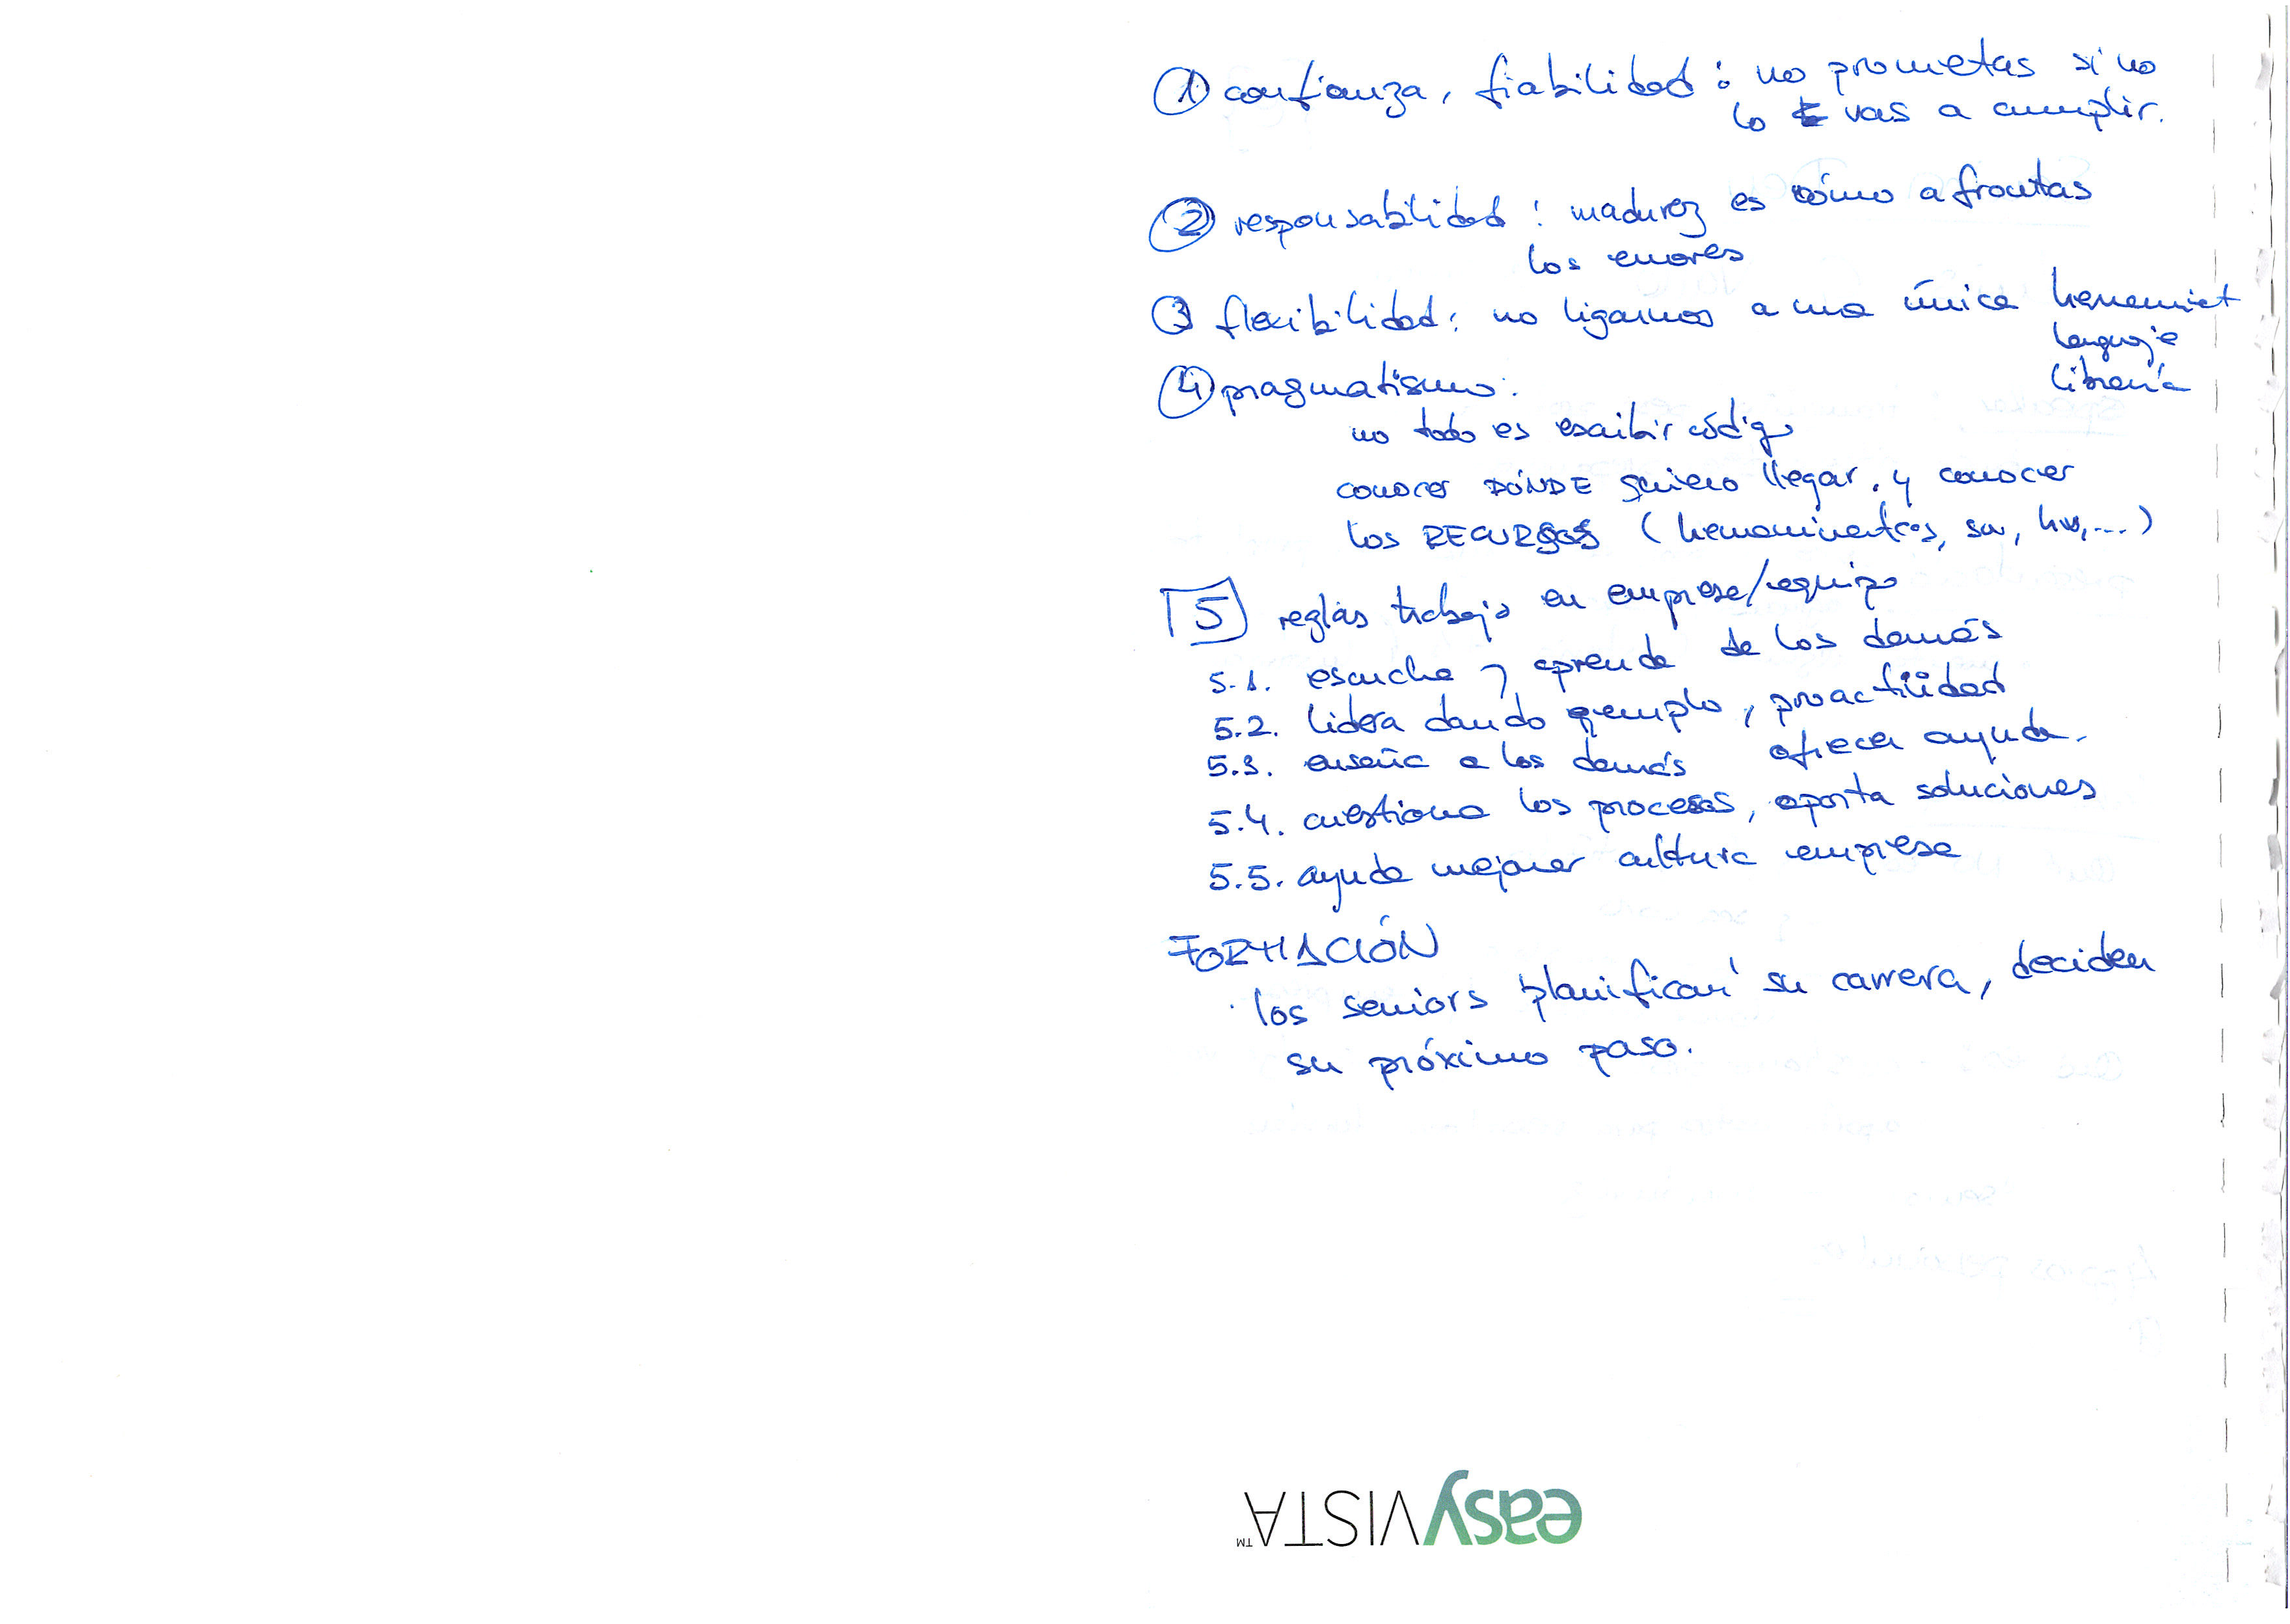 ① confianza, fiabilidad: no prometas si no
lo vas a cumplir.
② responsabilidad: madurez es cómo afrontas
los errores
③ flexibilidad: no ligarnos a una única herramient
lenguaje
librería
④ pragmatismo:
no todo es escribir código
conocer DÓNDE quiero llegar, y conocer
los RECURSOS (herramientas, sw, hw,...)
5 reglas trabajo en empresa/equipo
5.1. escucha y aprende de los demás
5.2. lidera dando ejemplo, proactividad
5.3. enseña a los demás ofrecer ayuda.
5.4. cuestiona los procesos, aporta soluciones
5.5. ayuda mejorar cultura empresa
FORMACIÓN
· los seniors planifican su carrera, deciden
su próximo paso.
easyVISTA™